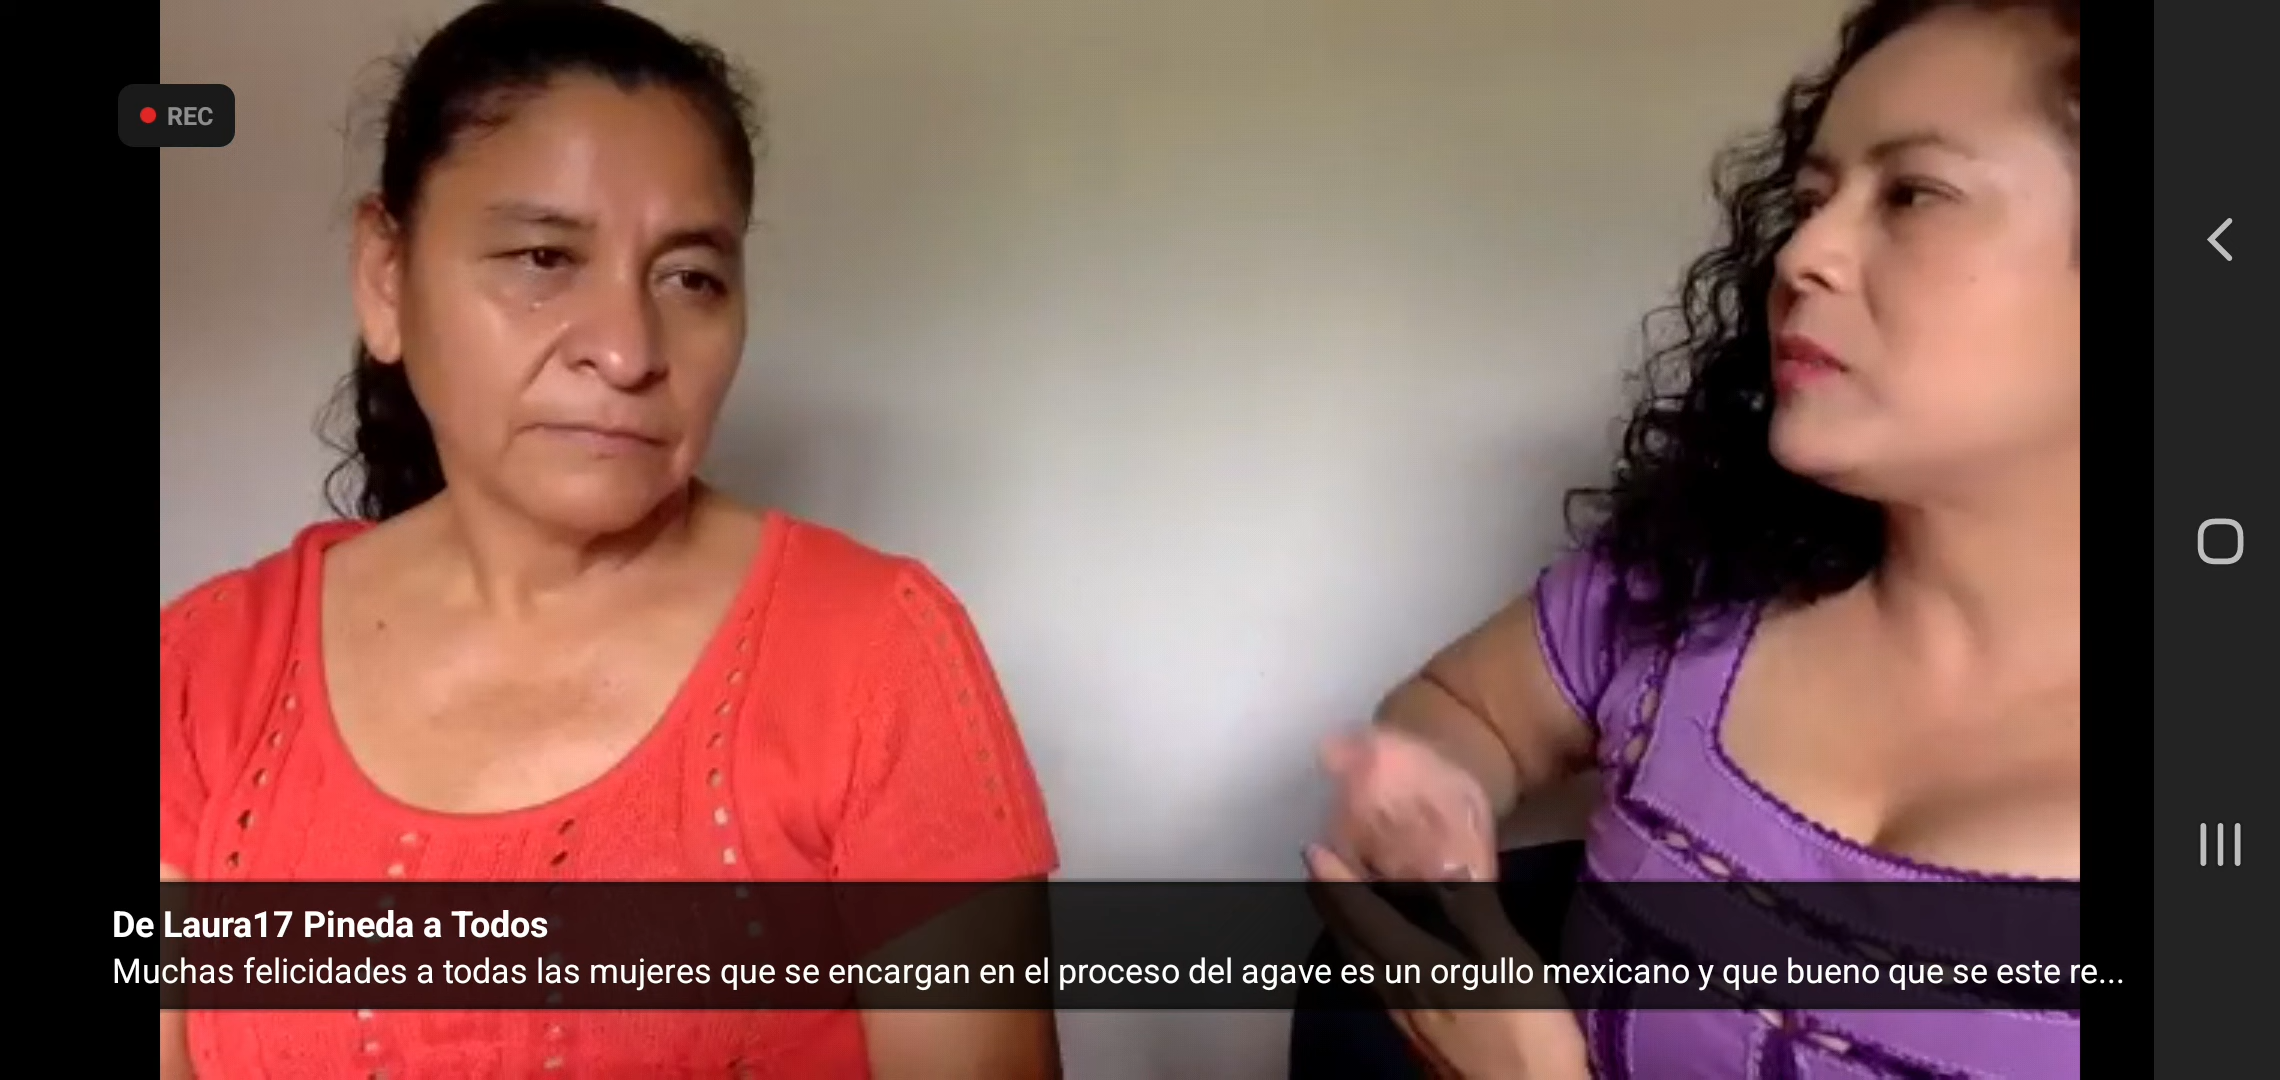 REC
De Laura17 Pineda a Todos
Muchas felicidades a todas las mujeres que se encargan en el proceso del agave es un orgullo mexicano y que bueno que se este re...